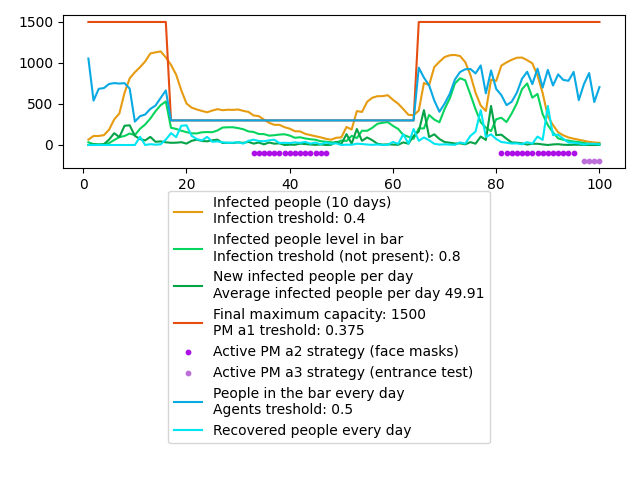 1500
1000
500
0
0 20 40 60 80 100
Infected people (10 days)
Infection treshold: 0.4
Infected people level in bar
Infection treshold (not present): 0.8
New infected people per day
Average infected people per day 49.91
Final maximum capacity: 1500
PM a1 treshold: 0.375
Active PM a2 strategy (face masks)
Active PM a3 strategy (entrance test)
People in the bar every day
Agents treshold: 0.5
Recovered people every day